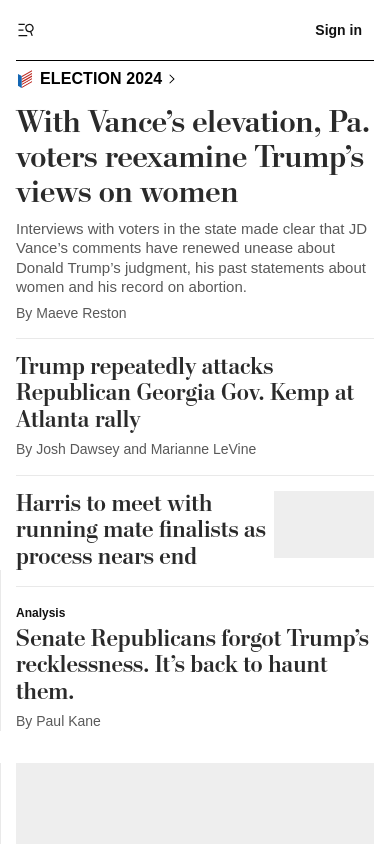 Sign in
ELECTION 2024
With Vance’s elevation, Pa.
voters reexamine Trump’s
views on women
Interviews with voters in the state made clear that JD
Vance’s comments have renewed unease about
Donald Trump’s judgment, his past statements about
women and his record on abortion.
By Maeve Reston
Trump repeatedly attacks
Republican Georgia Gov. Kemp at
Atlanta rally
By Josh Dawsey and Marianne LeVine
Harris to meet with
running mate finalists as
process nears end
Analysis
Senate Republicans forgot Trump’s
recklessness. It’s back to haunt
them.
By Paul Kane